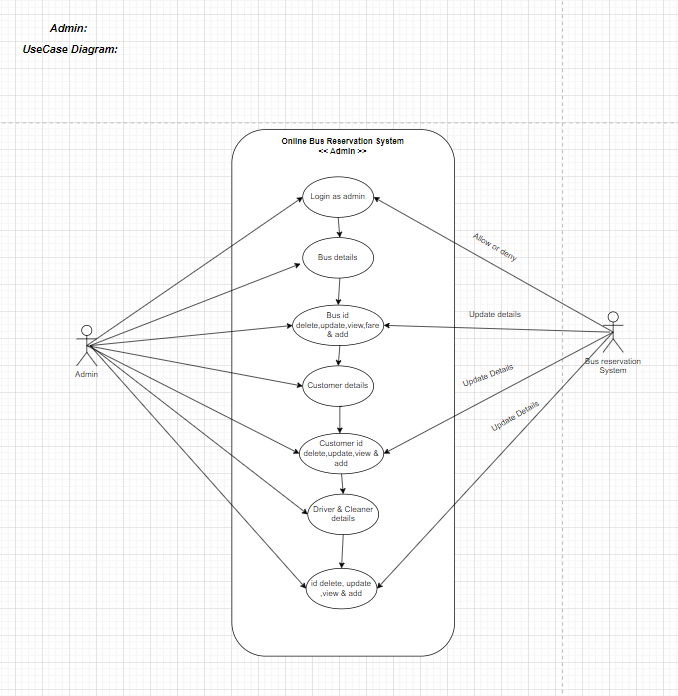 Admin:
UseCase Diagram:
Online Bus Reservation System
<< Admin >>
Login as admin
Allow or deny
Bus details
Bus id
delete,update,view,fare
& add
Update details
Admin
Bus reservation
System
Customer details
Update Details
Update Details
Customer id
delete,update,view &
add
Driver & Cleaner
details
id delete, update
,view & add